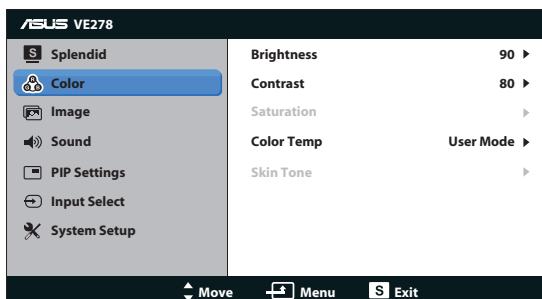 ASUS VE278
S Splendid
Color
Image
Sound
PIP Settings
Input Select
System Setup
Brightness 90
Contrast 80
Saturation
Color Temp User Mode
Skin Tone
Move Menu S Exit